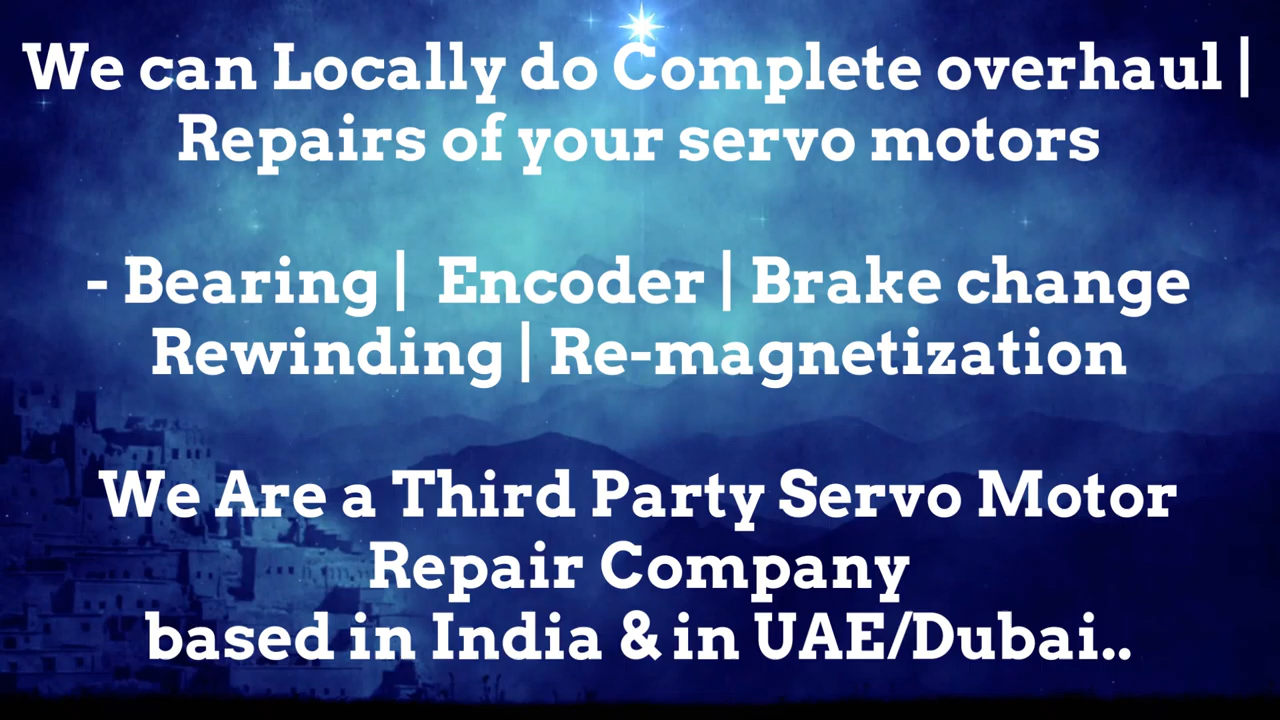 We can Locally do Complete overhaul |
Repairs of your servo motors
- Bearing | Encoder | Brake change
Rewinding | Re-magnetization
We Are a Third Party Servo Motor
Repair Company
based in India & in UAE/Dubai..